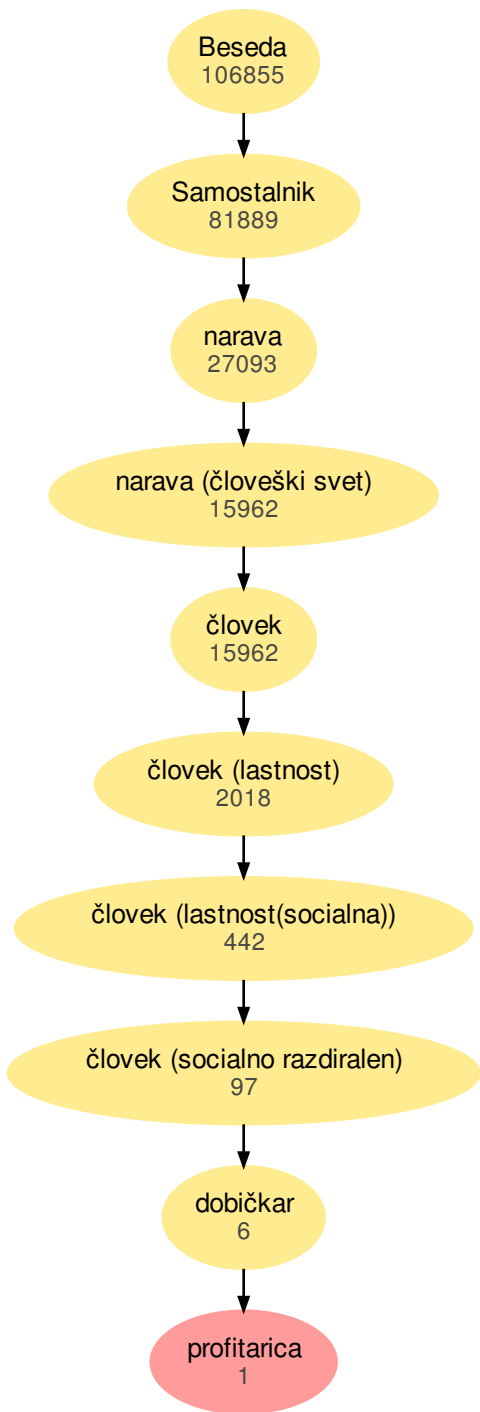 Beseda
106855
Samostalnik
81889
narava
27093
narava (človeški svet)
15962
človek
15962
človek (lastnost)
2018
človek (lastnost(socialna))
442
človek (socialno razdiralen)
97
dobičkar
6
profitarica
1